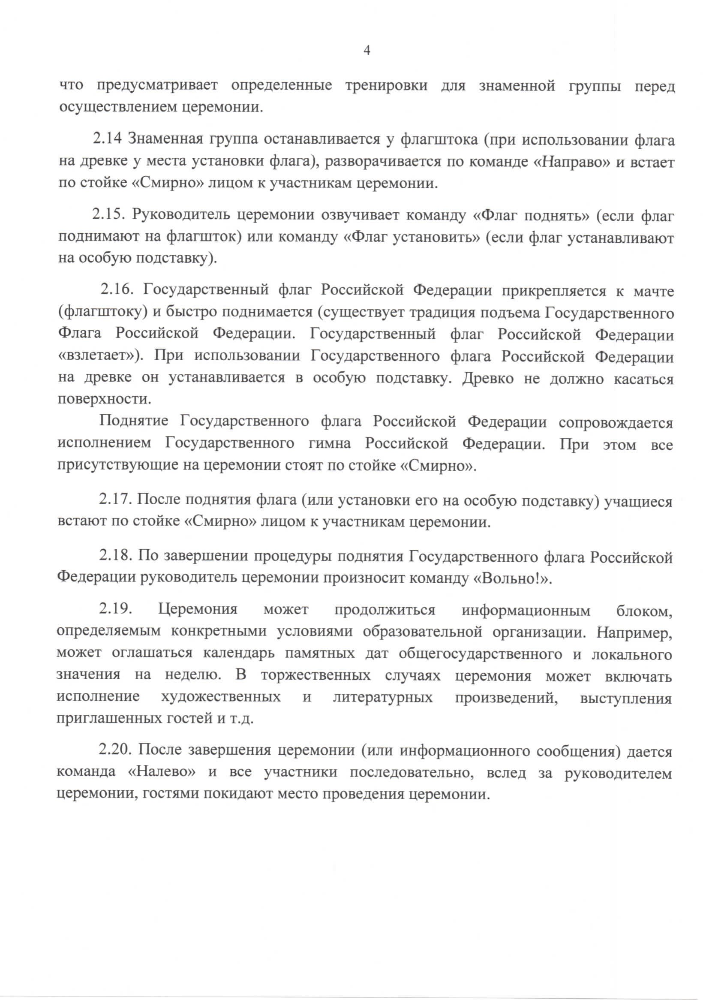 4
что предусматривает определенные тренировки для знаменной группы перед
осуществлением церемонии.
2.14 Знаменная группа останавливается у флагштока (при использовании флага
на древке у места установки флага), разворачивается по команде «Направо» и встает
по стойке «Смирно» лицом к участникам церемонии.
2.15. Руководитель церемонии озвучивает команду «Флаг поднять» (если флаг
поднимают на флагшток) или команду «Флаг установить» (если флаг устанавливают
на особую подставку).
2.16. Государственный флаг Российской Федерации прикрепляется к мачте
(флагштоку) и быстро поднимается (существует традиция подъема Государственного
Флага Российской Федерации. Государственный флаг Российской Федерации
«взлетает»). При использовании Государственного флага Российской Федерации
на древке он устанавливается в особую подставку. Древко не должно касаться
поверхности.
Поднятие Государственного флага Российской Федерации сопровождается
исполнением Государственного гимна Российской Федерации. При этом все
присутствующие на церемонии стоят по стойке «Смирно».
2.17. После поднятия флага (или установки его на особую подставку) учащиеся
встают по стойке «Смирно» лицом к участникам церемонии.
2.18. По завершении процедуры поднятия Государственного флага Российской
Федерации руководитель церемонии произносит команду «Вольно!».
2.19. Церемония может продолжиться информационным блоком,
определяемым конкретными условиями образовательной организации. Например,
может оглашаться календарь памятных дат общегосударственного и локального
значения на неделю. В торжественных случаях церемония может включать
исполнение художественных и литературных произведений, выступления
приглашенных гостей и т.д.
2.20. После завершения церемонии (или информационного сообщения) дается
команда «Налево» и все участники последовательно, вслед за руководителем
церемонии, гостями покидают место проведения церемонии.